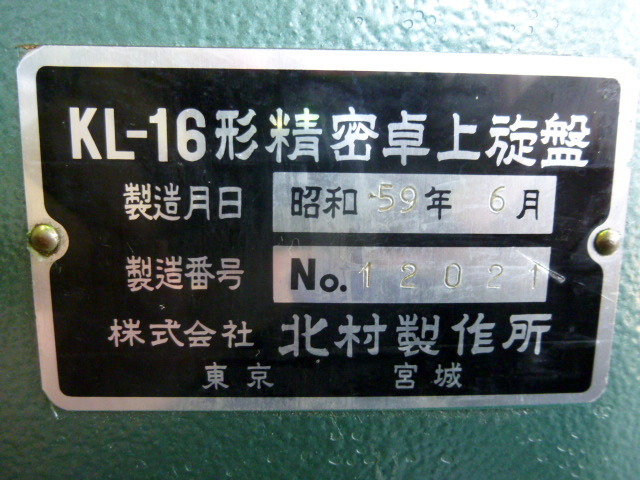 KL-16形精密卓上旋盤
製造月日 昭和 59年 6月
製造番号 No. 12021
株式会社 北村製作所
東京 宮城